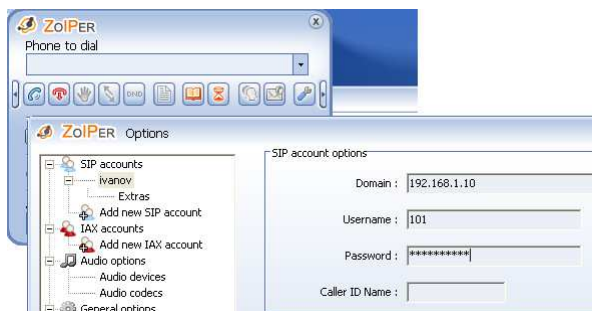 ZOIPER
Phone to dial
DND
ZOIPER Options
SIP accounts
ivanov
Extras
Add new SIP account
IAX accounts
Add new IAX account
Audio options
Audio devices
Audio codecs
General options
SIP account options
Domain : 192.168.1.10
Username : 101
Password : **********
Caller ID Name :